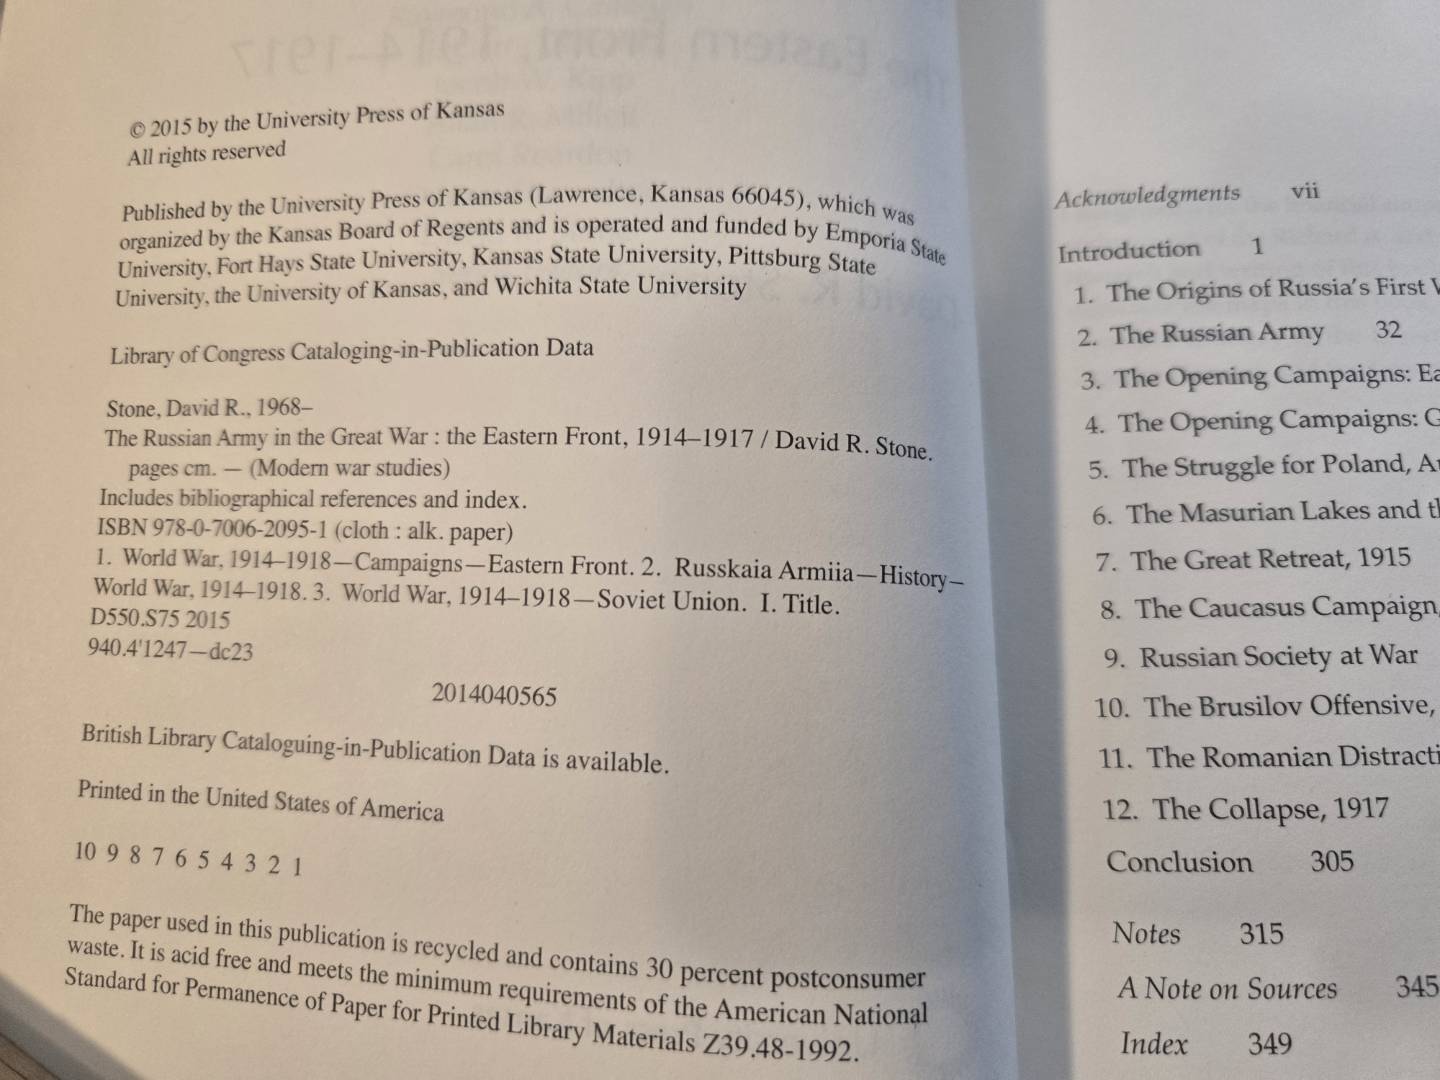 © 2015 by the University Press of Kansas
All rights reserved
Published by the University Press of Kansas (Lawrence, Kansas 66045), which was
organized by the Kansas Board of Regents and is operated and funded by Emporia State
University, Fort Hays State University, Kansas State University, Pittsburg State
University, the University of Kansas, and Wichita State University
Library of Congress Cataloging-in-Publication Data
Stone, David R., 1968–
The Russian Army in the Great War : the Eastern Front, 1914–1917 / David R. Stone.
pages cm. — (Modern war studies)
Includes bibliographical references and index.
ISBN 978-0-7006-2095-1 (cloth : alk. paper)
1. World War, 1914–1918—Campaigns—Eastern Front. 2. Russkaia Armiia—History—
World War, 1914–1918. 3. World War, 1914–1918—Soviet Union. I. Title.
D550.S75 2015
940.4'1247—dc23
2014040565
British Library Cataloguing-in-Publication Data is available.
Printed in the United States of America
10 9 8 7 6 5 4 3 2 1
The paper used in this publication is recycled and contains 30 percent postconsumer
waste. It is acid free and meets the minimum requirements of the American National
Standard for Permanence of Paper for Printed Library Materials Z39.48-1992.
Acknowledgments vii
Introduction 1
1. The Origins of Russia's First
2. The Russian Army 32
3. The Opening Campaigns:
4. The Opening Campaigns:
5. The Struggle for Poland,
6. The Masurian Lakes and
7. The Great Retreat, 1915
8. The Caucasus Campaign,
9. Russian Society at War
10. The Brusilov Offensive,
11. The Romanian
12. The Collapse, 1917
Conclusion 305
Notes 315
A Note on Sources 345
Index 349